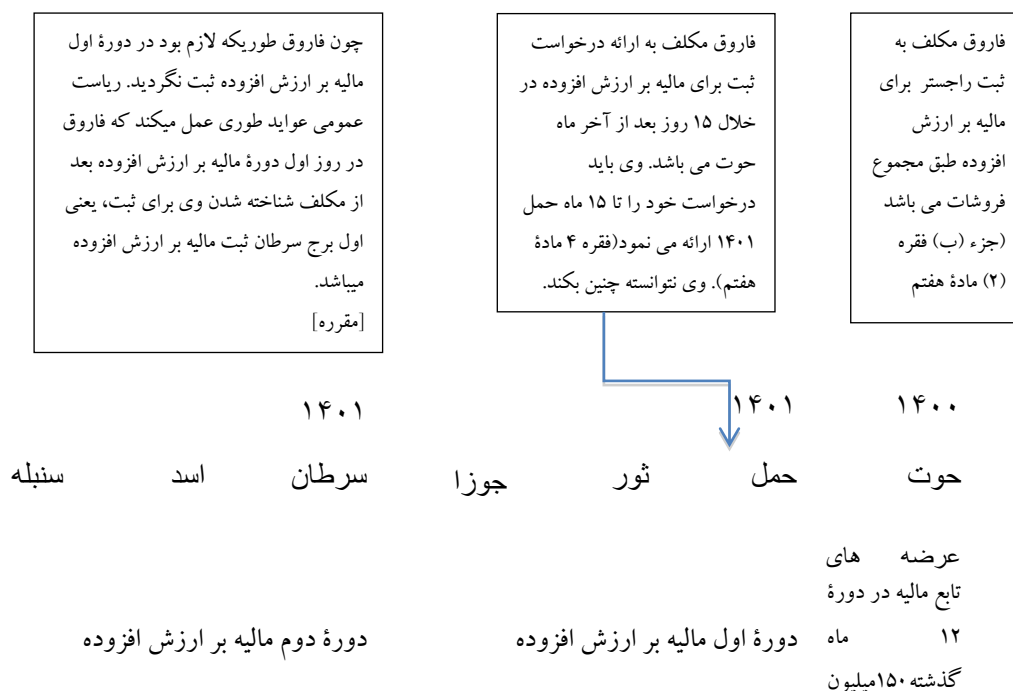 فاروق مکلف به
ثبت راجستر برای
مالیه بر ارزش
افزوده طبق مجموع
فروشات می باشد
(جزء (ب) فقره
(۲) مادۀ هفتم
فاروق مکلف به ارائه درخواست
ثبت برای مالیه بر ارزش افزوده در
خلال ۱۵ روز بعد از آخر ماه
حوت می باشد. وی باید
درخواست خود را تا ۱۵ ماه حمل
۱۴۰۱ ارائه می نمود(فقره ۴ مادۀ
هفتم). وی نتوانسته چنین بکند.
چون فاروق طوریکه لازم بود در دورۀ اول
مالیه بر ارزش افزوده ثبت نگردید. ریاست
عمومی عواید طوری عمل میکند که فاروق
در روز اول دورۀ مالیه بر ارزش افزوده بعد
از مکلف شناخته شدن وی برای ثبت، یعنی
اول برج سرطان ثبت مالیه بر ارزش افزوده
میباشد.
[مقرره]
۱۴۰۰ ۱۴۰۱ ۱۴۰۱
حوت حمل ثور جوزا سرطان اسد سنبله
عرضه های
تابع مالیه در دورۀ
۱۲ ماه
گذشته ۱۵۰میلیون
دورۀ اول مالیه بر ارزش افزوده
دورۀ دوم مالیه بر ارزش افزوده